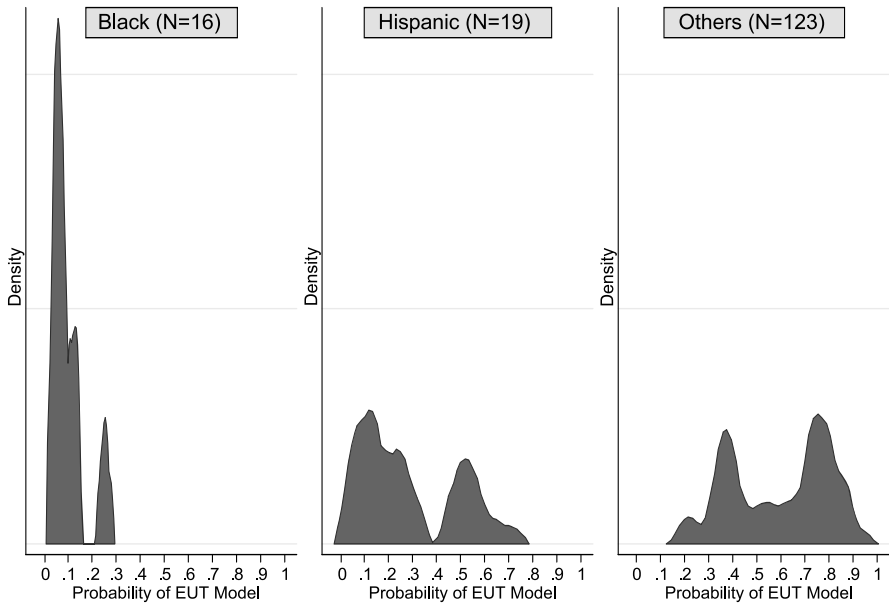 Black (N=16)
Hispanic (N=19)
Others (N=123)
Density
Density
Density
0 .1 .2 .3 .4 .5 .6 .7 .8 .9 1
0 .1 .2 .3 .4 .5 .6 .7 .8 .9 1
0 .1 .2 .3 .4 .5 .6 .7 .8 .9 1
Probability of EUT Model
Probability of EUT Model
Probability of EUT Model